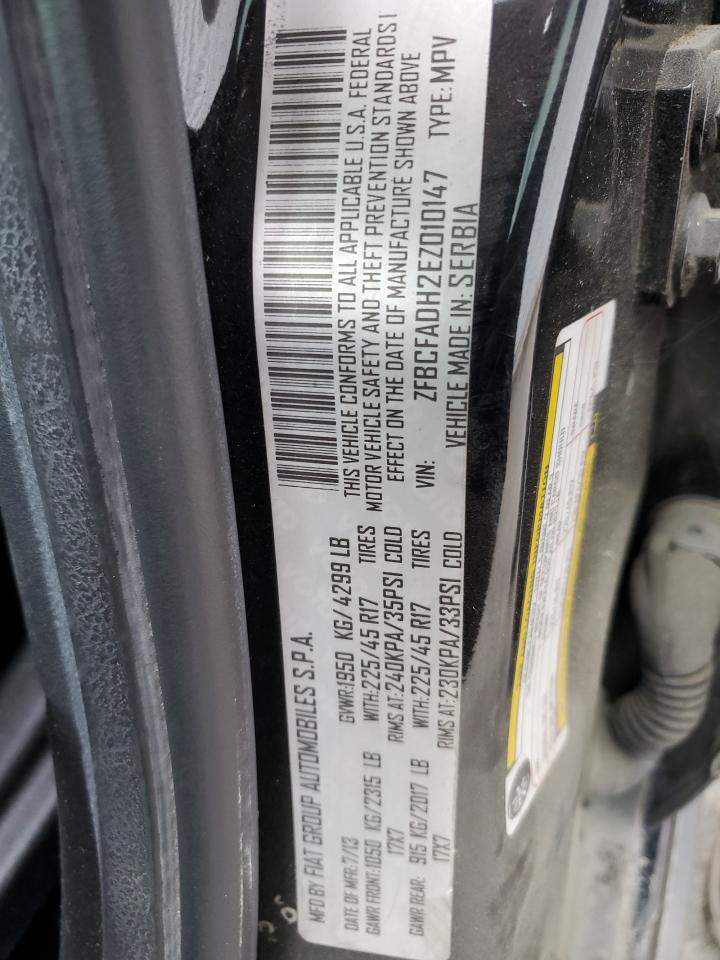 MFD BY FIAT GROUP AUTOMOBILES S.P.A.
DATE OF MFR: 7/13 GVWR: 1950 KG/ 4299 LB
GAWR FRONT: 1050 KG/2315 LB WITH: 225/45 R17 TIRES
17X7 RIMS AT: 240KPA/35PSI COLD
GAWR REAR: 915 KG/2017 LB WITH: 225/45 R17 TIRES
17X7 RIMS AT: 230KPA/33PSI COLD
THIS VEHICLE CONFORMS TO ALL APPLICABLE U.S.A. FEDERAL
MOTOR VEHICLE SAFETY AND THEFT PREVENTION STANDARDS I
EFFECT ON THE DATE OF MANUFACTURE SHOWN ABOVE
VIN: ZFBCFADH2EZ010147 TYPE: MPV
VEHICLE MADE IN: SERBIA